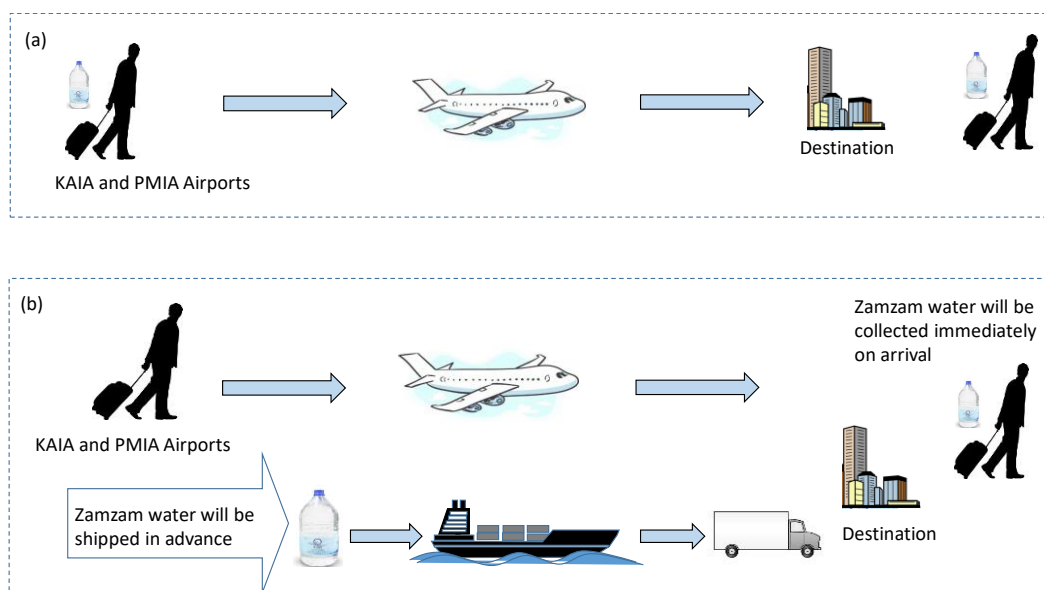 (a)
KAIA and PMIA Airports
Destination
(b)
Zamzam water will be
collected immediately
on arrival
KAIA and PMIA Airports
Zamzam water will be
shipped in advance
Destination